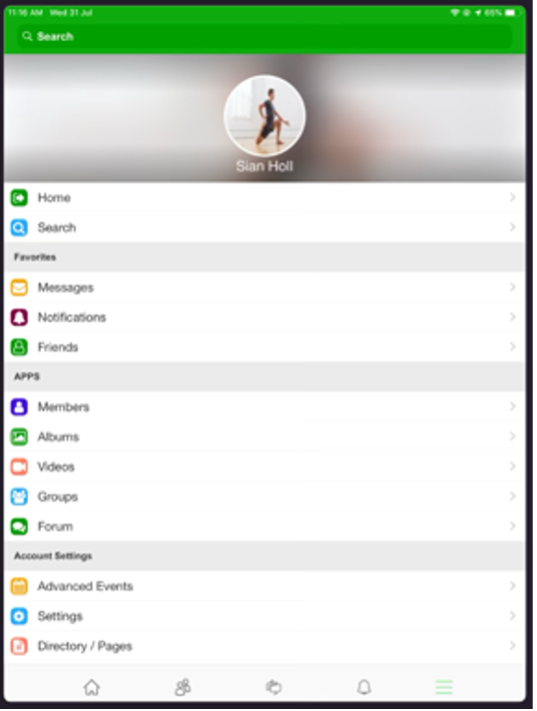 11:16 AM Wed 31 Jul 65%
Search
Sian Holl
Home
Search
Favorites
Messages
Notifications
Friends
APPS
Members
Albums
Videos
Groups
Forum
Account Settings
Advanced Events
Settings
Directory / Pages